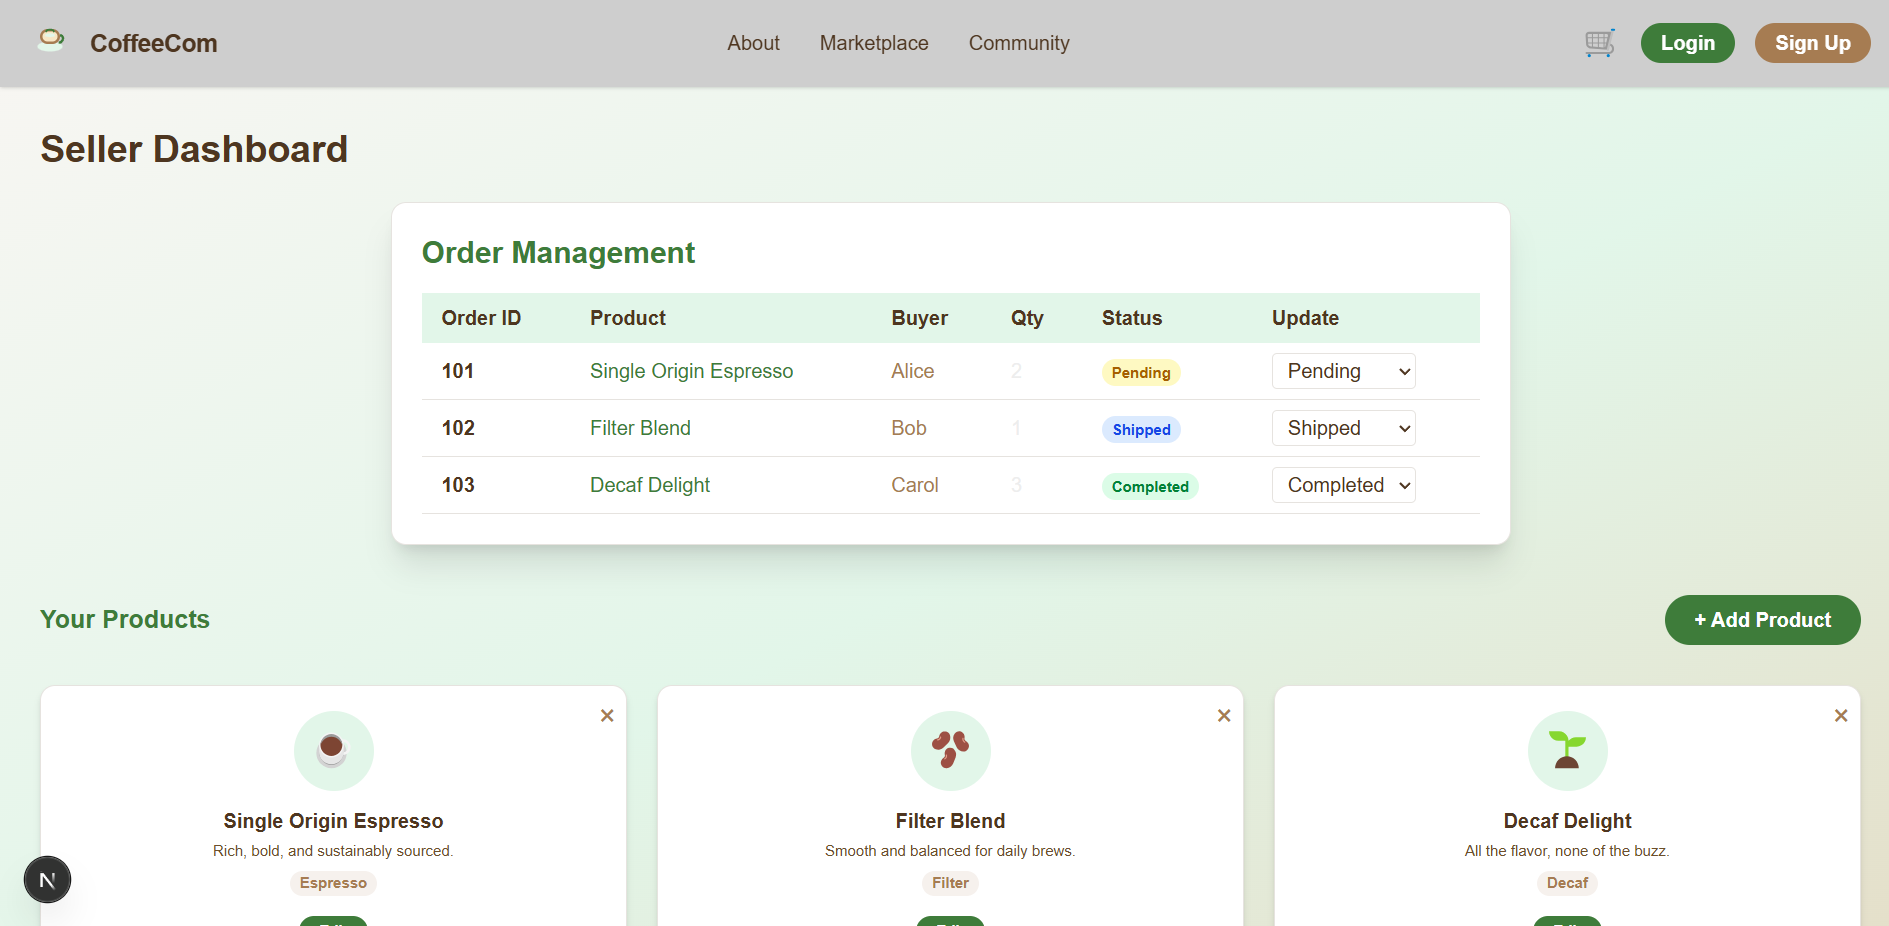 CoffeeCom
About Marketplace Community
Login Sign Up
Seller Dashboard
Order Management
Order ID Product Buyer Qty Status Update
101 Single Origin Espresso Alice 2 Pending Pending
102 Filter Blend Bob 1 Shipped Shipped
103 Decaf Delight Carol 3 Completed Completed
Your Products
+ Add Product
×
×
×
Single Origin Espresso
Rich, bold, and sustainably sourced.
Espresso
Filter Blend
Smooth and balanced for daily brews.
Filter
Decaf Delight
All the flavor, none of the buzz.
Decaf
N